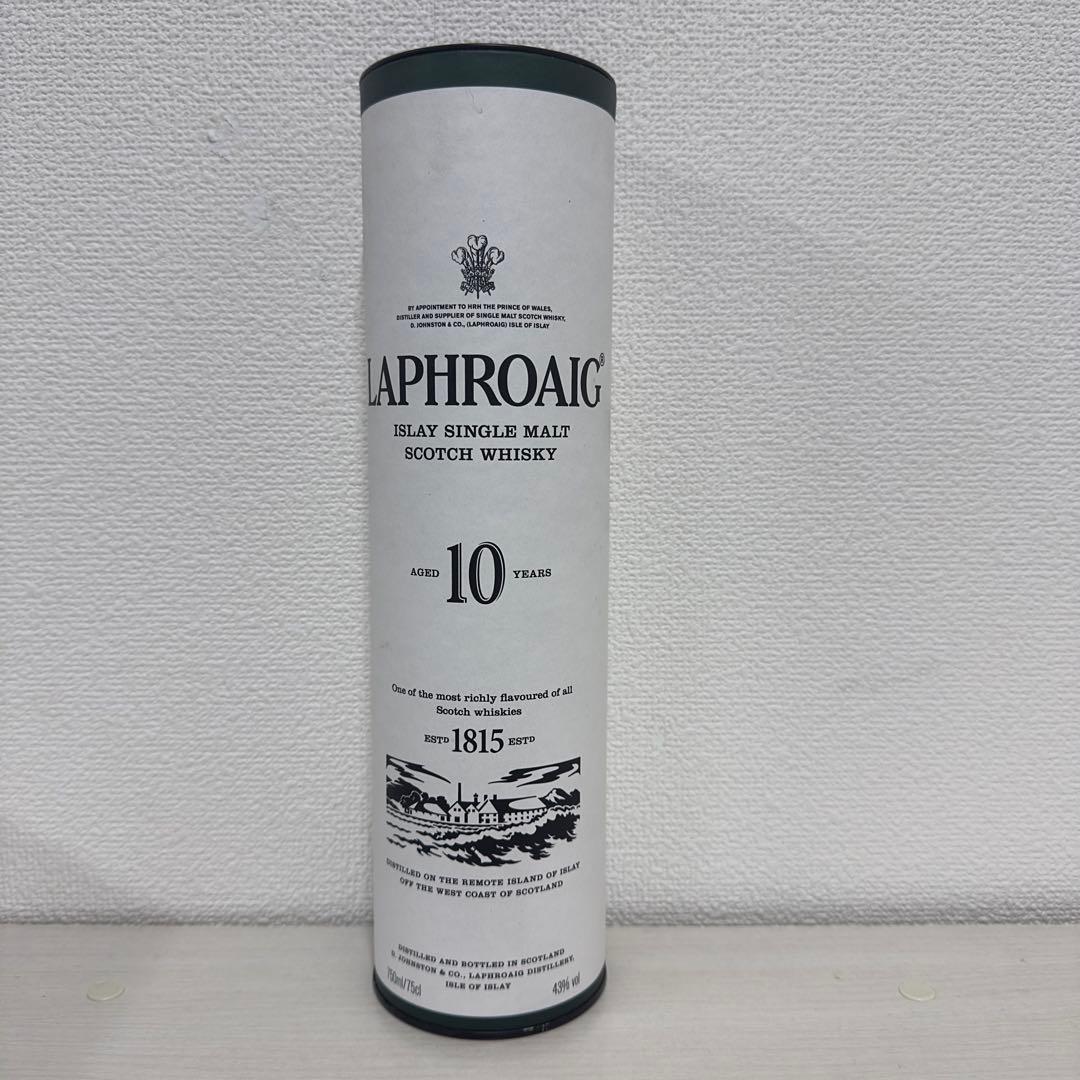 BY APPOINTMENT TO HRH THE PRINCE OF WALES,
DISTILLER AND SUPPLIER OF SINGLE MALT SCOTCH WHISKY,
D. JOHNSTON & CO., (LAPHROAIG) ISLE OF ISLAY
LAPHROAIG®
ISLAY SINGLE MALT
SCOTCH WHISKY
AGED 10 YEARS
One of the most richly flavoured of all
Scotch whiskies
ESTD 1815 ESTD
DISTILLED ON THE REMOTE ISLAND OF ISLAY
OFF THE WEST COAST OF SCOTLAND
DISTILLED AND BOTTLED IN SCOTLAND
D. JOHNSTON & CO., LAPHROAIG DISTILLERY,
ISLE OF ISLAY
750ml/75cl
43% vol